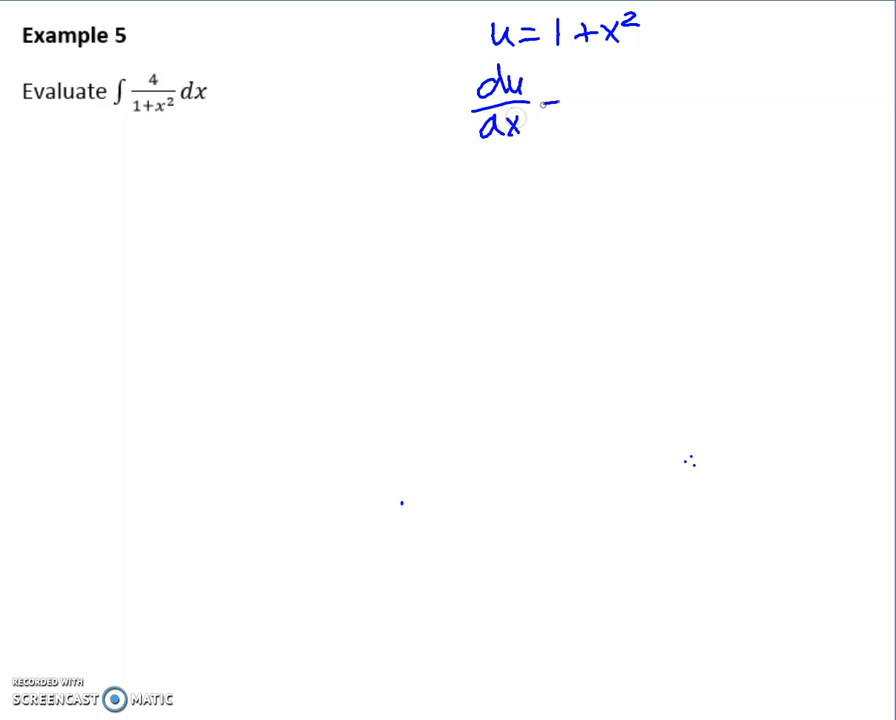 Example 5
u = 1 + x²
Evaluate ∫ 4/(1+x²) dx
du/dx =
RECORDED WITH
SCREENCAST MATIC